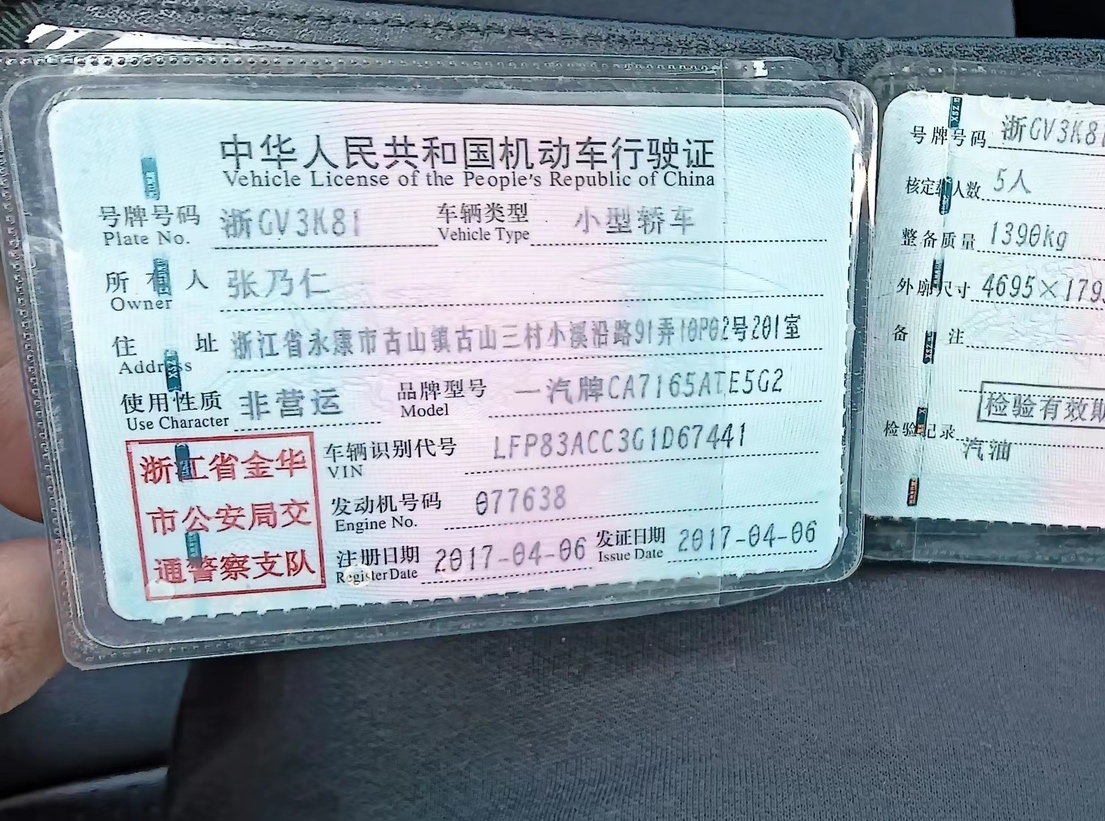 中华人民共和国机动车行驶证
Vehicle License of the People's Republic of China
号牌号码 浙GV3K81 车辆类型 小型轿车
Plate No. Vehicle Type
所有人 张乃仁
Owner
住址 浙江省永康市古山镇古山三村小溪沿路91弄10P02号201室
Address
使用性质 非营运 品牌型号 一汽牌CA7165ATE5G2
Use Character Model
浙江省金华
市公安局交
通警察支队
车辆识别代号 LFP83ACC3G1D67441
VIN
发动机号码 077638
Engine No.
注册日期 2017-04-06 发证日期 2017-04-06
Register Date Issue Date
号牌号码 浙GV3K81
核定载人数 5人
整备质量 1390kg
外廓尺寸 4695×179
备注
检验有效期
检验记录
汽油